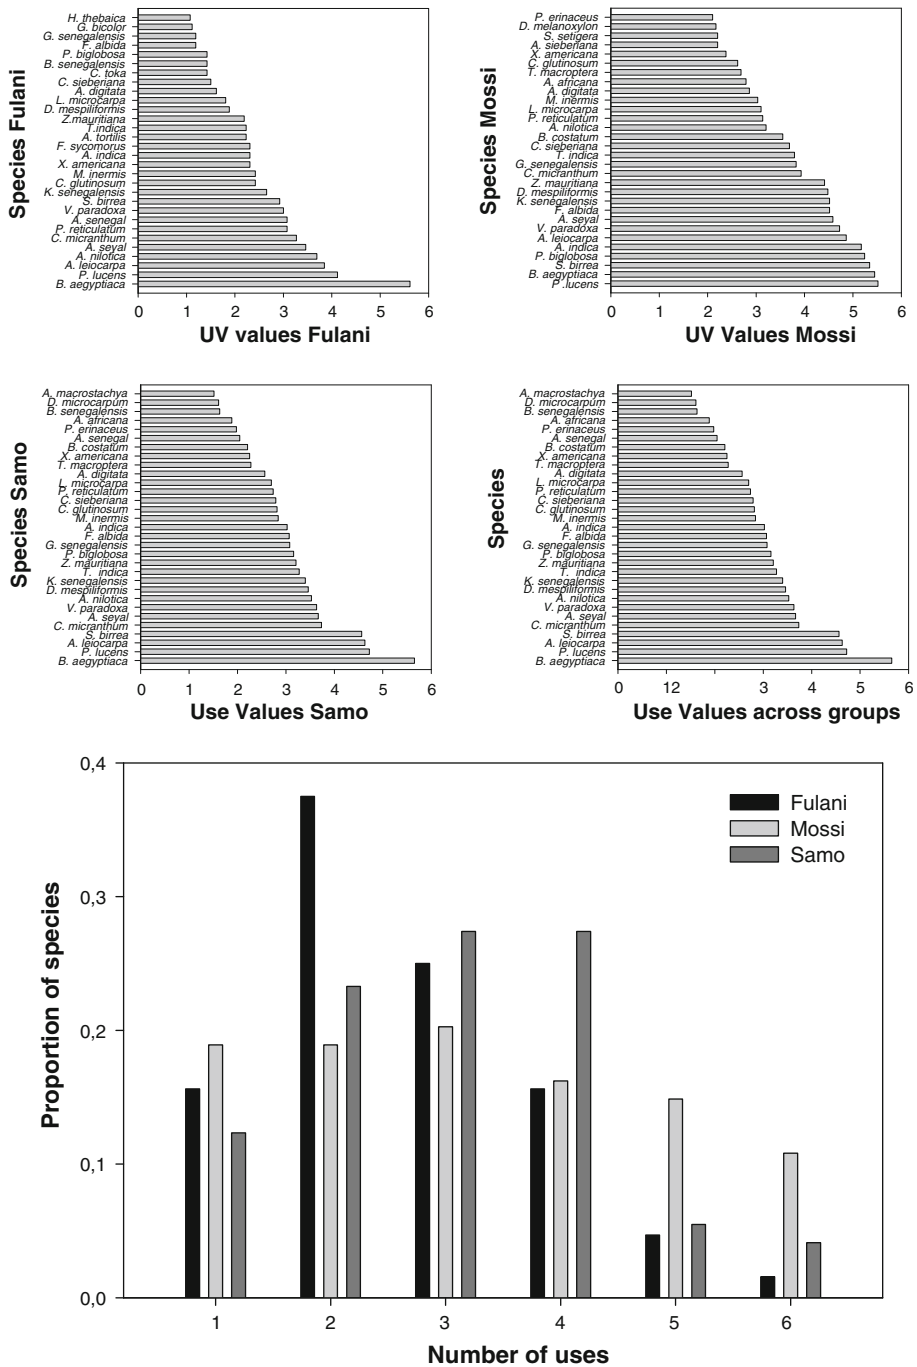 Species Fulani
H. thebaica
G. bicolor
G. senegalensis
F. albida
P. biglobosa
B. senegalensis
C. toka
C. sieberiana
A. digitata
L. microcarpa
D. mespiliformis
Z.mauritiana
T.indica
A. tortilis
F. sycomorus
A. indica
X. americana
M. inermis
C. glutinosum
K. senegalensis
S. birrea
V. paradoxa
A. senegal
P. reticulatum
C. micranthum
A. seyal
A. nilotica
A. leiocarpa
P. lucens
B. aegyptiaca
0 1 2 3 4 5 6
UV values Fulani
Species Mossi
P. erinaceus
D. melanoxylon
S. setigera
A. sieberiana
X. americana
C. glutinosum
T. macroptera
A. africana
A. digitata
M. inermis
L. microcarpa
P. reticulatum
A. nilotica
B. costatum
C. sieberiana
T. indica
G. senegalensis
C. micranthum
Z. mauritiana
D. mespiliformis
K. senegalensis
F. albida
A. seyal
V. paradoxa
A. leiocarpa
A. indica
P. biglobosa
S. birrea
B. aegyptiaca
P .lucens
0 1 2 3 4 5 6
UV Values Mossi
Species Samo
A. macrostachya
D. microcarpum
B. senegalensis
A. africana
P. erinaceus
A. senegal
B. costatum
X. americana
T. macroptera
A. digitata
L. microcarpa
P. reticulatum
C. sieberiana
C. glutinosum
M. inermis
A. indica
F. albida
G. senegalensis
P. biglobosa
Z. mauritiana
T. indica
K. senegalensis
D. mespiliformis
A. nilotica
V. paradoxa
A. seyal
C. micranthum
S. birrea
A. leiocarpa
P. lucens
B. aegyptiaca
0 1 2 3 4 5 6
Use Values Samo
Species
A. macrostachya
D. microcarpum
B. senegalensis
A. africana
P. erinaceus
A. senegal
B. costatum
X. americana
T. macroptera
A. digitata
L. microcarpa
P. reticulatum
C. sieberiana
C. glutinosum
M. inermis
A. indica
F. albida
G. senegalensis
P. biglobosa
Z. mauritiana
T. indica
K. senegalensis
D. mespiliformis
A. nilotica
V. paradoxa
A. seyal
C. micranthum
S. birrea
A. leiocarpa
P. lucens
B. aegyptiaca
0 12 3 4 5 6
Use Values across groups
Proportion of species
0,4
0,3
0,2
0,1
0,0
Fulani
Mossi
Samo
1 2 3 4 5 6
Number of uses